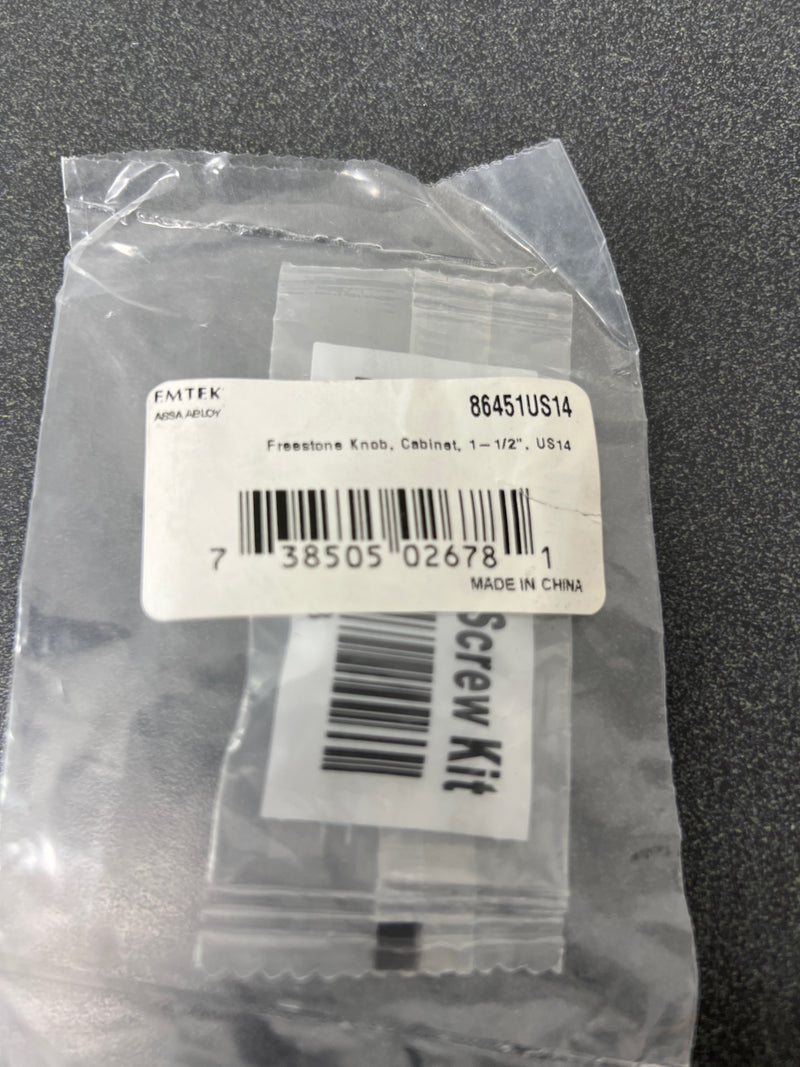 EMTEK
ASSA ABLOY
86451US14
Freestone Knob, Cabinet, 1-1/2", US14
7 38505 02678 1
MADE IN CHINA
Screw Kit